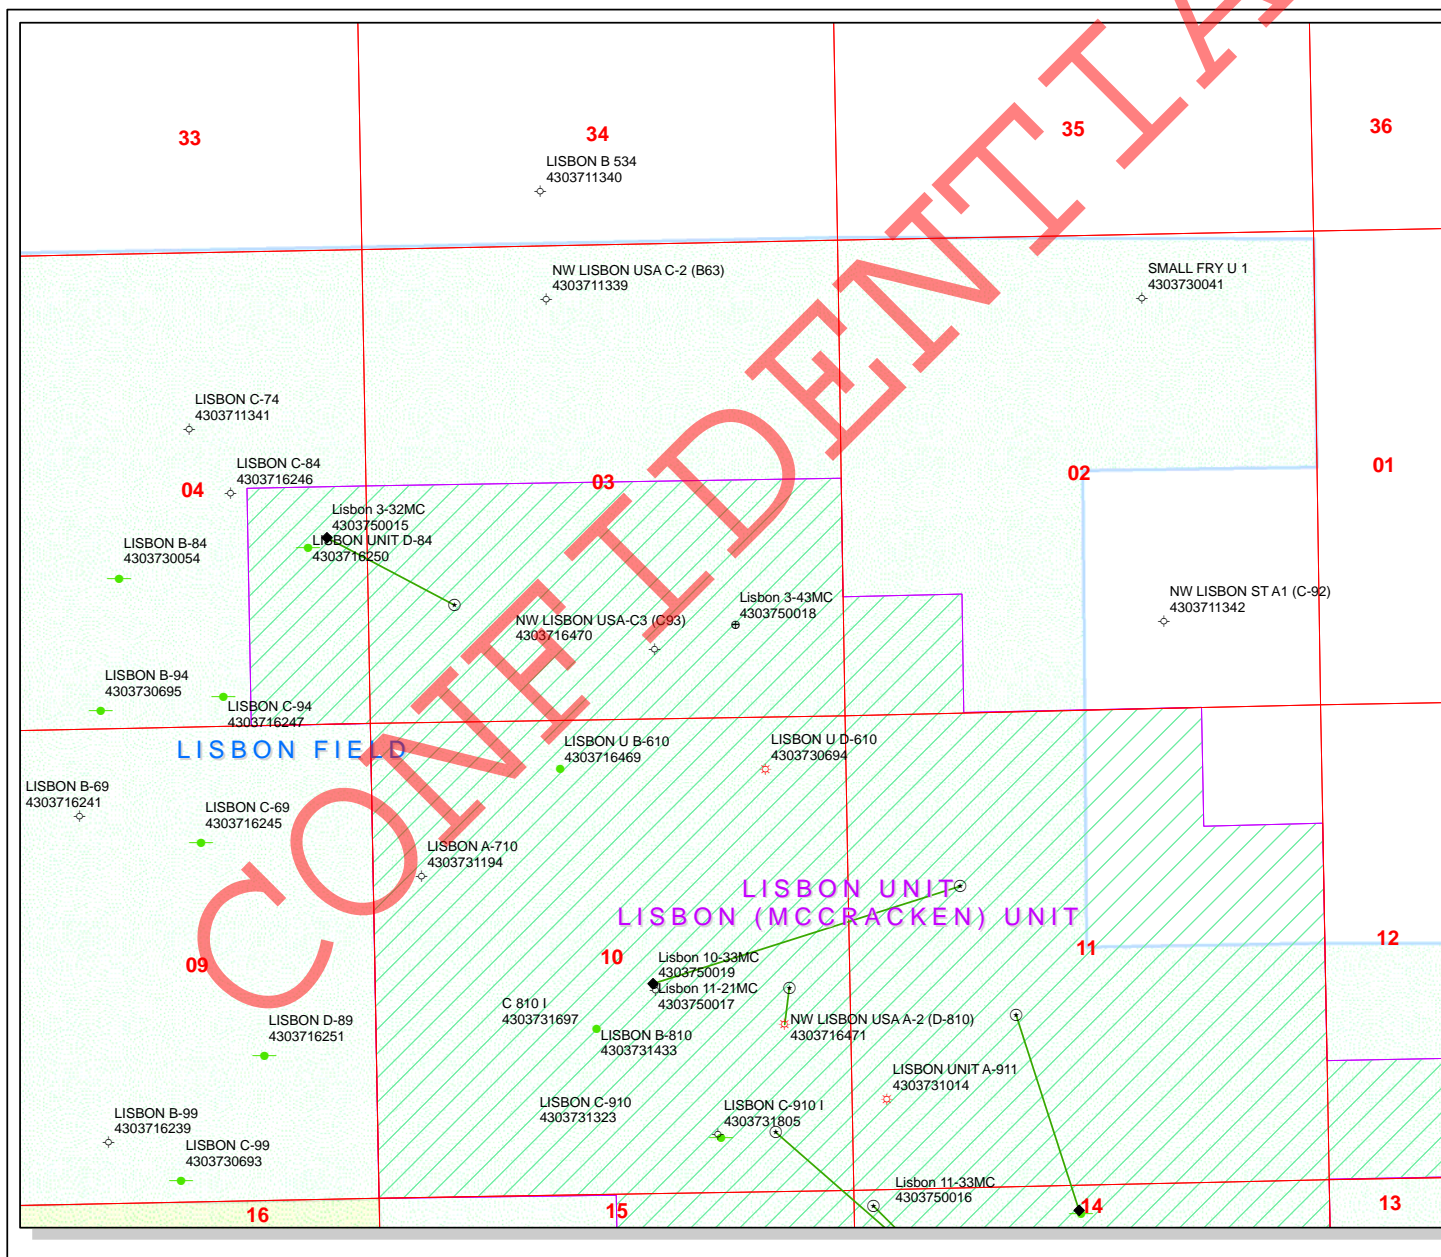 33
34
35
36
LISBON B 534
4303711340
NW LISBON USA C-2 (B63)
4303711339
SMALL FRY U 1
4303730041
LISBON C-74
4303711341
LISBON C-84
4303716246
04
03
02
01
Lisbon 3-32MC
4303750015
LISBON UNIT D-84
4303716250
LISBON B-84
4303730054
NW LISBON USA-C3 (C93)
4303716470
Lisbon 3-43MC
4303750018
NW LISBON ST A1 (C-92)
4303711342
LISBON B-94
4303730695
LISBON C-94
4303716247
LISBON FIELD
LISBON U B-610
4303716469
LISBON U D-610
4303730694
LISBON B-69
4303716241
LISBON C-69
4303716245
LISBON A-710
4303731194
LISBON UNIT
LISBON (MCCRACKEN) UNIT
09
10
11
12
Lisbon 10-33MC
4303750019
Lisbon 11-21MC
4303750017
C 810 I
4303731697
LISBON B-810
4303731433
NW LISBON USA A-2 (D-810)
4303716471
LISBON D-89
4303716251
LISBON UNIT A-911
4303731014
LISBON C-910
4303731323
LISBON C-910 I
4303731805
LISBON B-99
4303716239
LISBON C-99
4303730693
Lisbon 11-33MC
4303750016
16
15
14
13
CONFIDENTIA